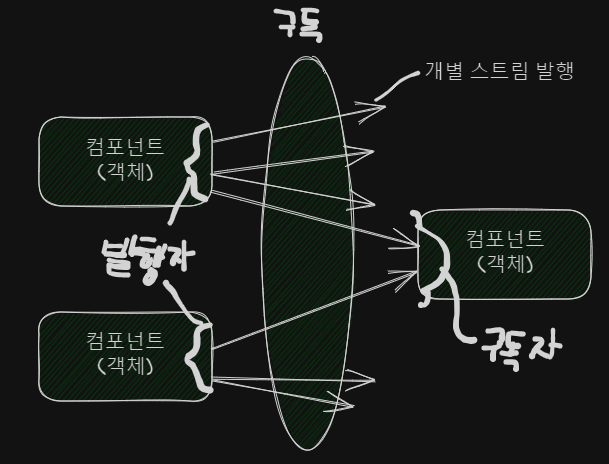 구독
개별 스트림 발행
컴포넌트
(객체)
발행자
컴포넌트
(객체)
구독자
컴포넌트
(객체)